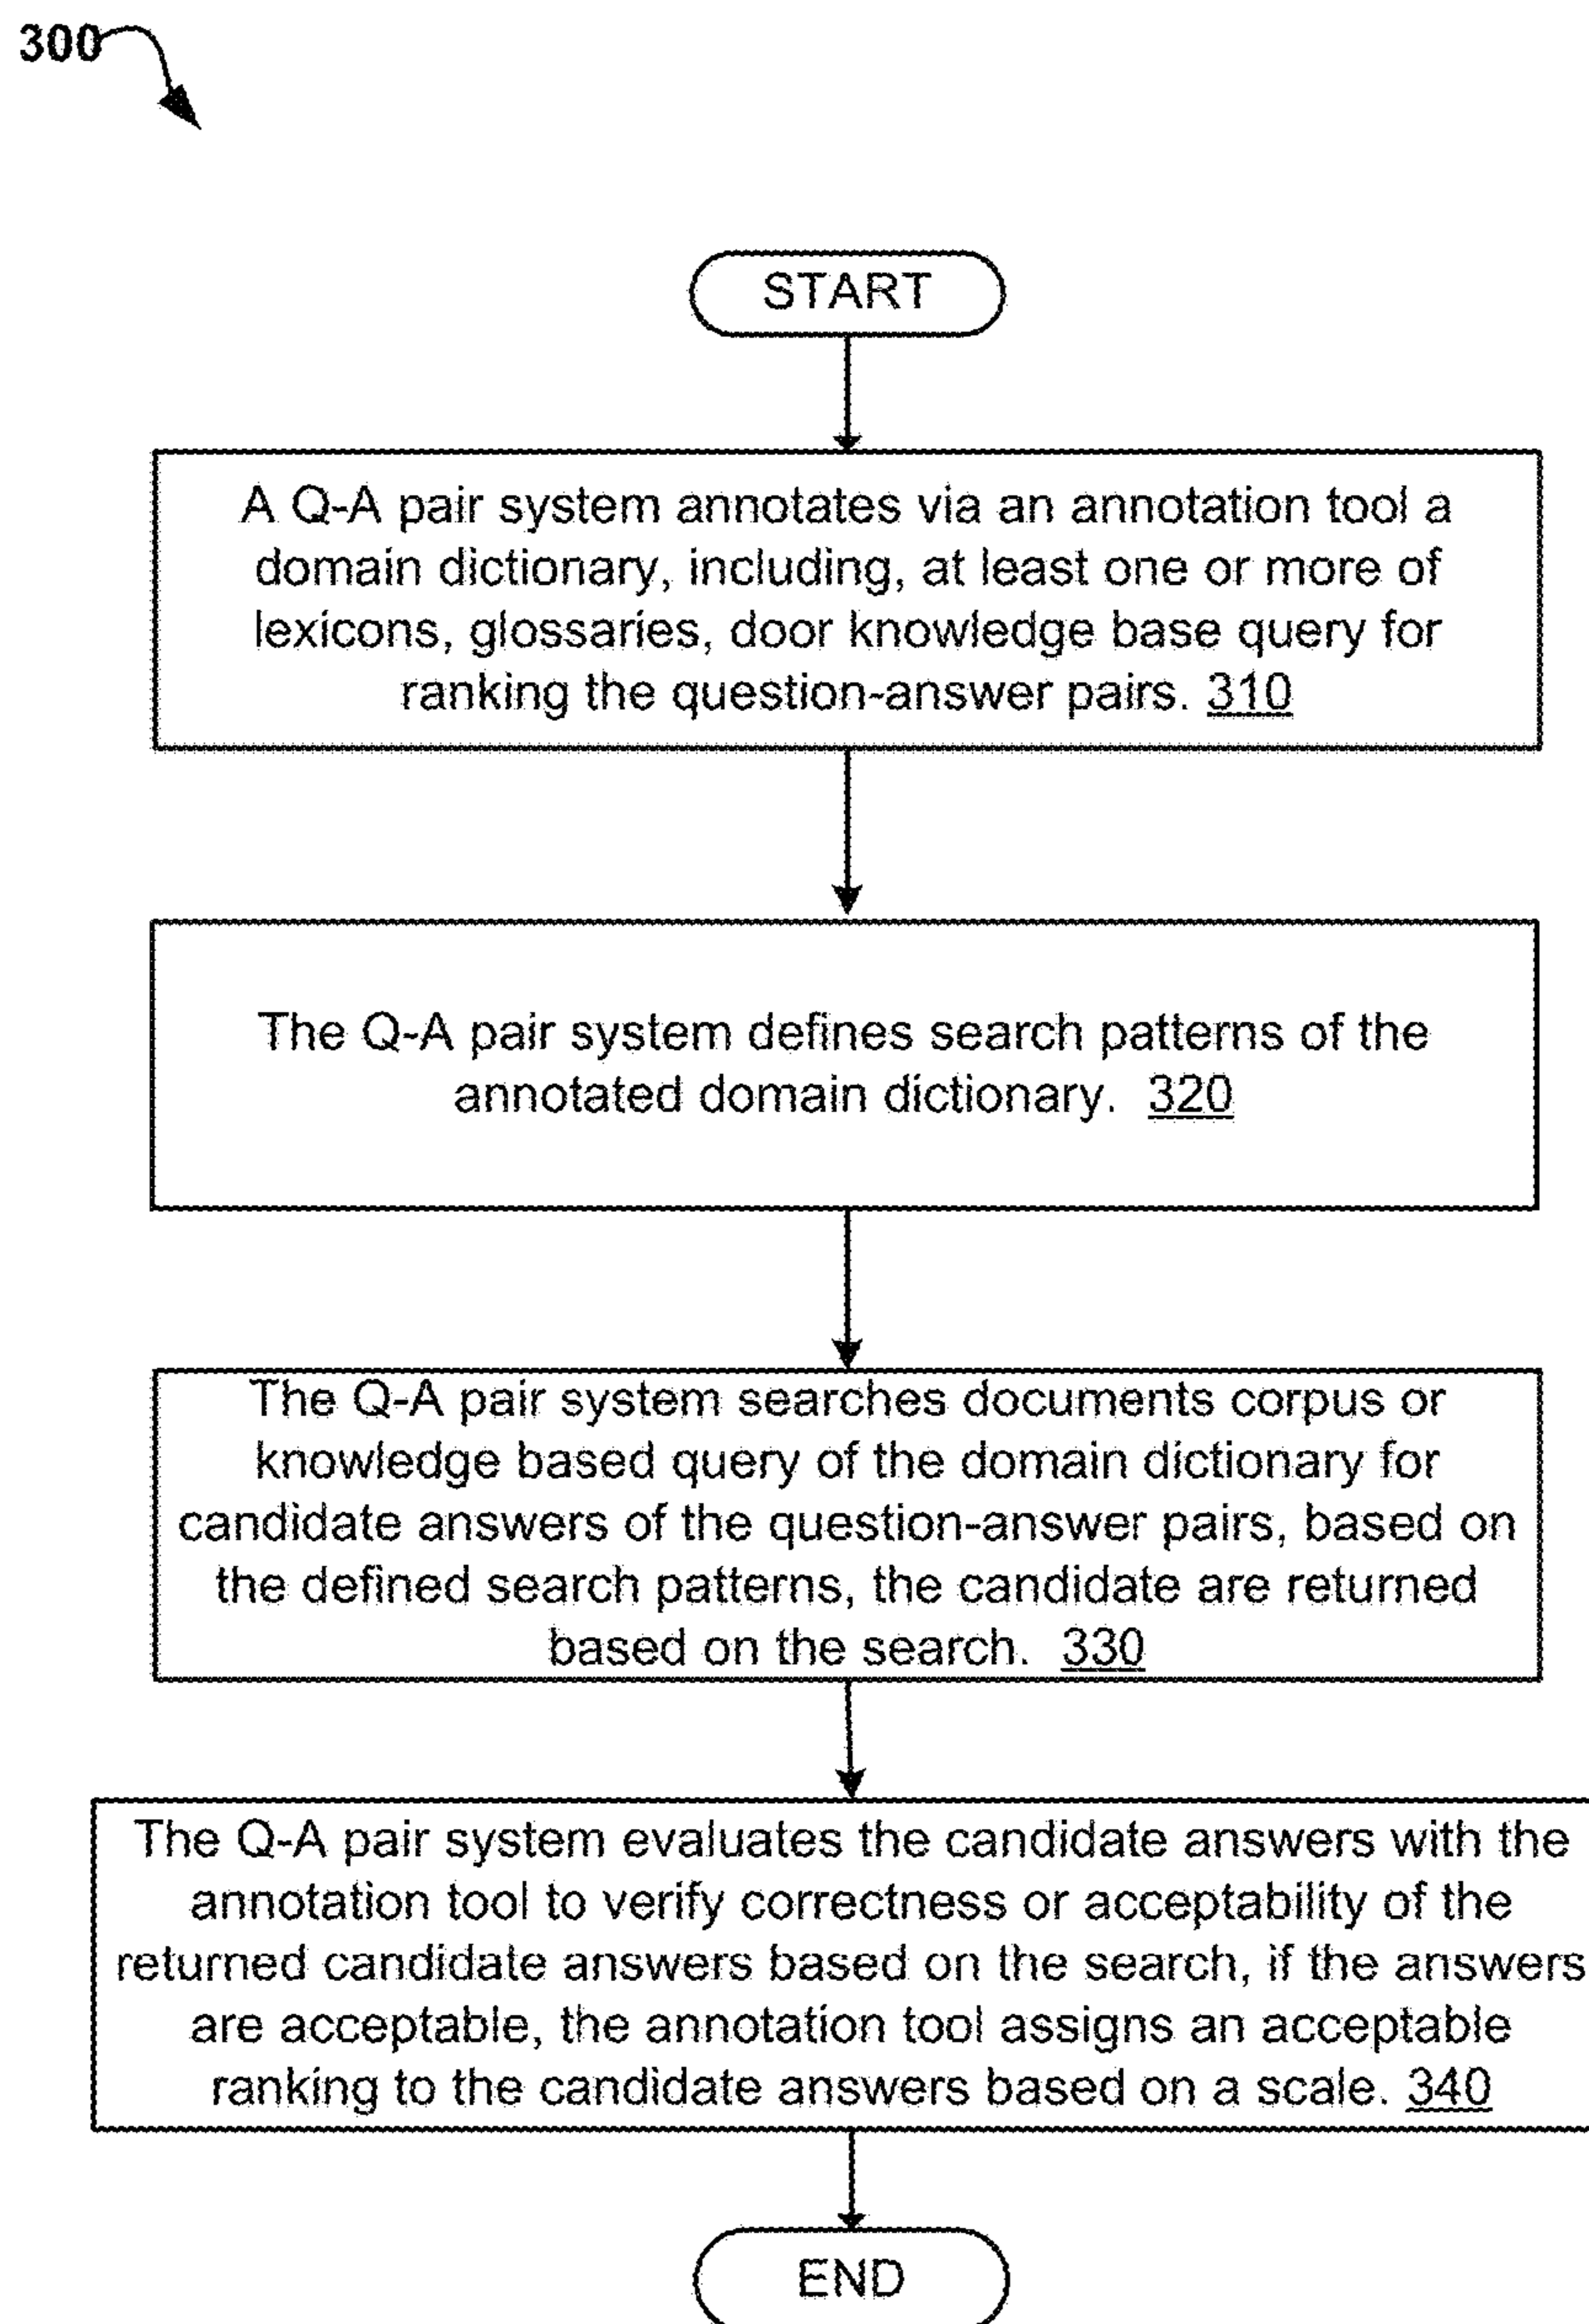 300
START
A Q-A pair system annotates via an annotation tool a
domain dictionary, including, at least one or more of
lexicons, glossaries, door knowledge base query for
ranking the question-answer pairs. 310
The Q-A pair system defines search patterns of the
annotated domain dictionary. 320
The Q-A pair system searches documents corpus or
knowledge based query of the domain dictionary for
candidate answers of the question-answer pairs, based on
the defined search patterns, the candidate are returned
based on the search. 330
The Q-A pair system evaluates the candidate answers with the
annotation tool to verify correctness or acceptability of the
returned candidate answers based on the search, if the answers
are acceptable, the annotation tool assigns an acceptable
ranking to the candidate answers based on a scale. 340
END